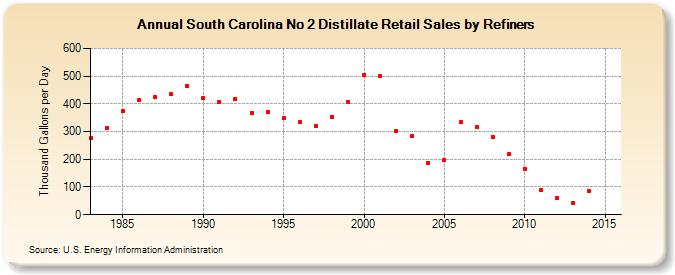 Annual South Carolina No 2 Distillate Retail Sales by Refiners
Thousand Gallons per Day
600
500
400
300
200
100
0
1985 1990 1995 2000 2005 2010 2015
Source: U.S. Energy Information Administration